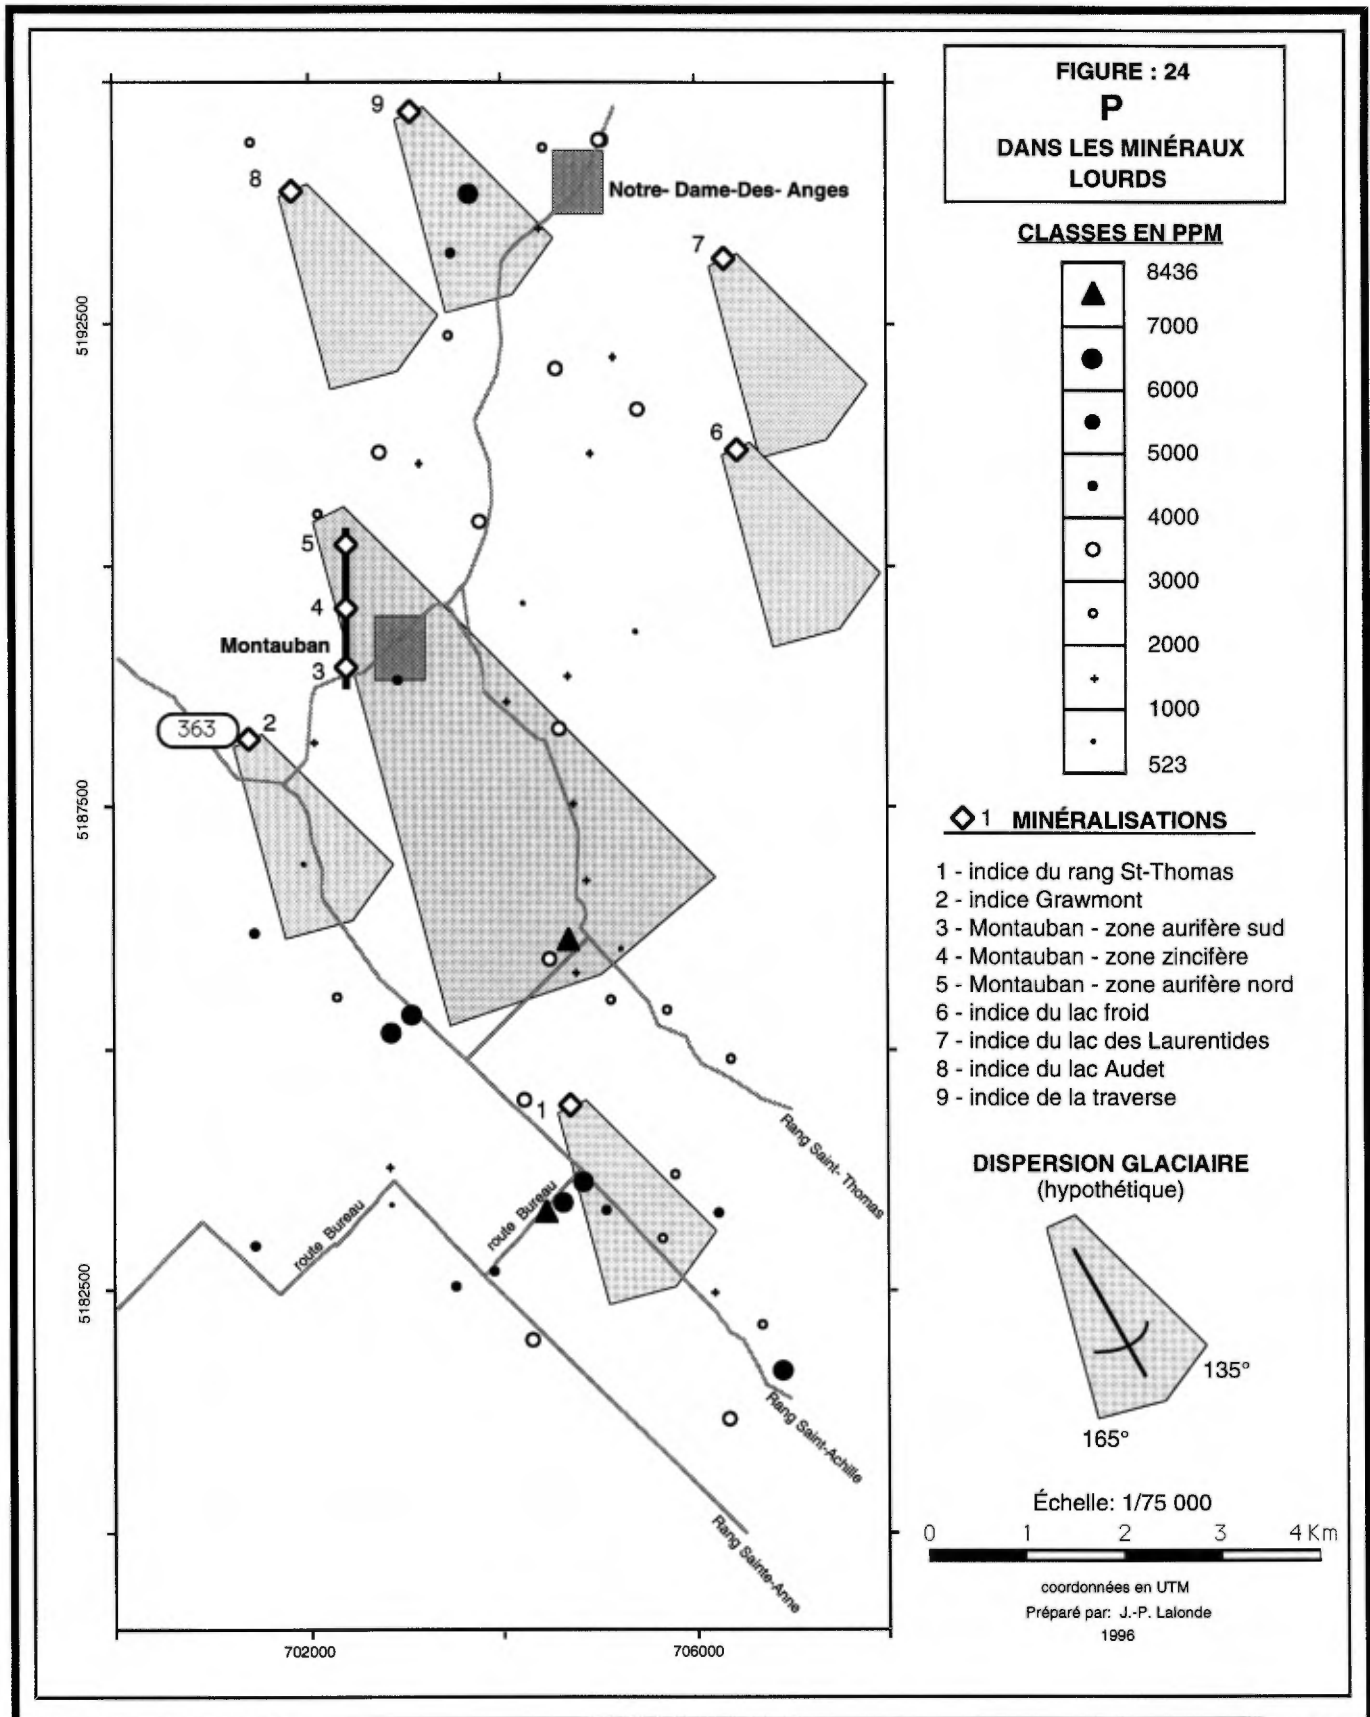 FIGURE : 24
P
DANS LES MINÉRAUX
LOURDS
CLASSES EN PPM
8436
7000
6000
5000
4000
3000
2000
1000
523
1 MINÉRALISATIONS
1 - indice du rang St-Thomas
2 - indice Grawmont
3 - Montauban - zone aurifère sud
4 - Montauban - zone zincifère
5 - Montauban - zone aurifère nord
6 - indice du lac froid
7 - indice du lac des Laurentides
8 - indice du lac Audet
9 - indice de la traverse
DISPERSION GLACIAIRE
(hypothétique)
135°
165°
Échelle: 1/75 000
0 1 2 3 4 Km
coordonnées en UTM
Préparé par: J.-P. Lalonde
1996
9
8
Notre- Dame-Des- Anges
7
5192500
6
5
4
Montauban
3
363
2
5187500
1
Rang Saint- Thomas
route Bureau
route Bureau
5182500
Rang Saint-Achille
Rang Sainte-Anne
702000
706000